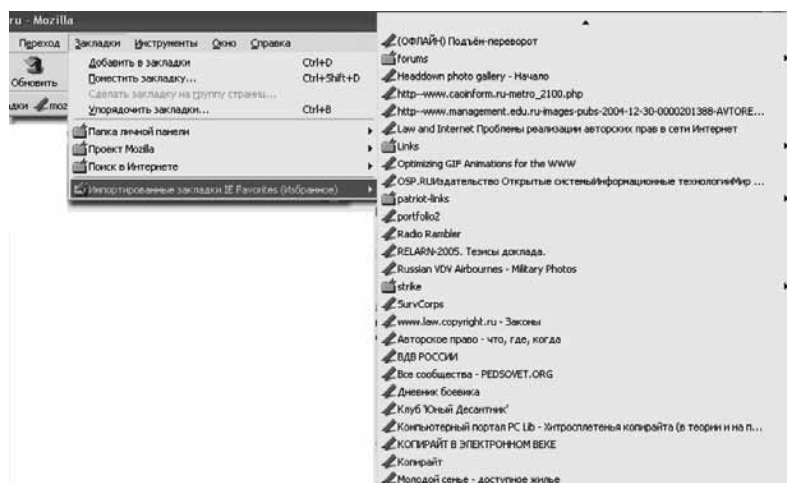 ru - Mozilla
Переход Закладки Инструменты Окно Справка
Обновить
дки moz
Добавить в закладки Ctrl+D
Поместить закладку... Ctrl+Shift+D
Сделать закладку на группу страниц...
Упорядочить закладки... Ctrl+B
Папка личной панели
Проект Mozilla
Поиск в Интернете
Импортированные закладки IE Favorites (Избранное)
(ОФЛАЙН) Подъён-переворот
forums
Headdown photo gallery - Начало
http--www.caoinform.ru-metro_2100.php
http--www.management.edu.ru-images-pubs-2004-12-30-0000201388-AVTORE...
Law and Internet Проблемы реализации авторских прав в сети Интернет
Links
Optimizing GIF Animations for the WWW
OSP.RUИздательство Открытые системыИнформационные технологииМир ...
patriot-links
portfolio2
Radio Rambler
RELARN-2005. Тезисы доклада.
Russian VDV Airbournes - Military Photos
strike
SurvCorps
www.law.copyright.ru - Законы
Авторское право - что, где, когда
ВДВ РОССИИ
Все сообщества - PEDSOVET.ORG
Дневник боевика
Клуб 'Юный Десантник'
Компьютерный портал PC Lib - Хитросплетенья копирайта (в теории и на п...
КОПИРАЙТ В ЭЛЕКТРОННОМ ВЕКЕ
Копирайт
Молодой семье - доступное жилье